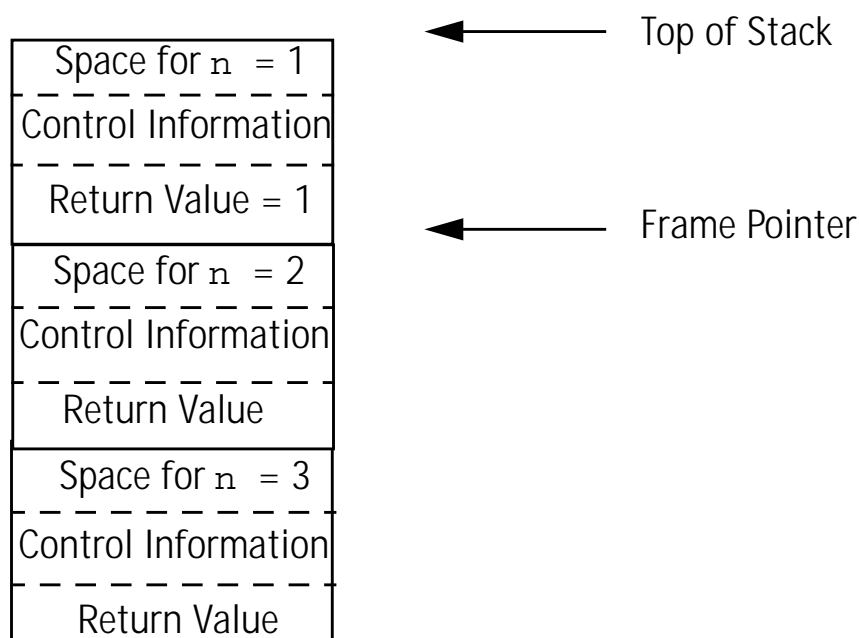 Top of Stack
Space for n = 1
Control Information
Return Value = 1
Frame Pointer
Space for n = 2
Control Information
Return Value
Space for n = 3
Control Information
Return Value